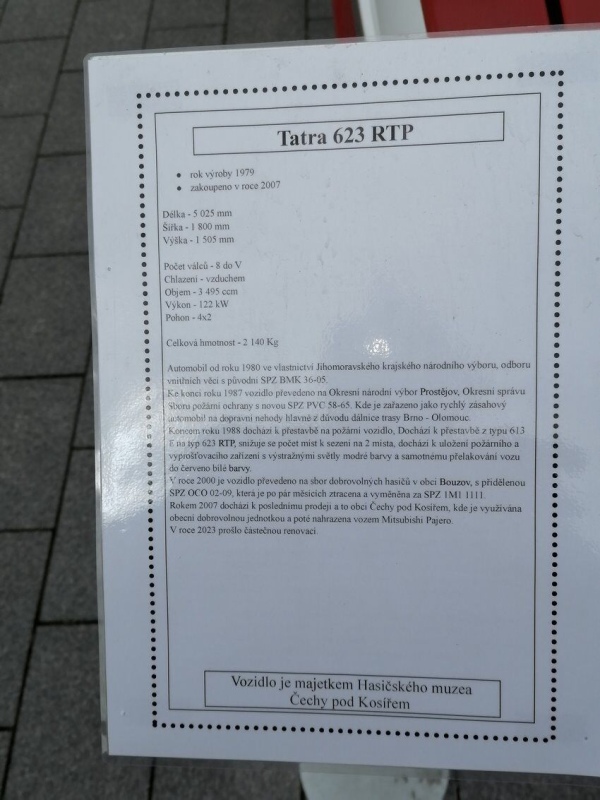 Tatra 623 RTP
rok výroby 1979
zakoupeno v roce 2007
Délka - 5 025 mm
Šířka - 1 800 mm
Výška - 1 505 mm
Počet válců - 8 do V
Chlazení - vzduchem
Objem - 3 495 ccm
Výkon - 122 kW
Pohon - 4x2
Celková hmotnost - 2 140 Kg
Automobil od roku 1980 ve vlastnictví Jihomoravského krajského národního výboru, odboru
vnitřních věcí s původní SPZ BMK 36-05.
Ke konci roku 1987 vozidlo převedeno na Okresní národní výbor Prostějov, Okresní správu
Sboru požární ochrany s novou SPZ PVC 58-65. Kde je zařazeno jako rychlý zásahový
automobil na dopravní nehody hlavně z důvodu dálnice trasy Brno - Olomouc.
Koncem roku 1988 dochází k přestavbě na požární vozidlo, Dochází k přestavbě z typu 613
E na typ 623 RTP, snižuje se počet míst k sezení na 2 místa, dochází k uložení požárního a
vyprošťovacího zařízení s výstražnými světly modré barvy a samotnému přelakování vozu
do červeno bílé barvy.
V roce 2000 je vozidlo převedeno na sbor dobrovolných hasičů v obci Bouzov, s přidělenou
SPZ OCO 02-09, která je po pár měsících ztracena a vyměněna za SPZ 1M1 1111.
Rokem 2007 dochází k poslednímu prodeji a to obci Čechy pod Kosířem, kde je využívána
obecní dobrovolnou jednotkou a poté nahrazena vozem Mitsubishi Pajero.
V roce 2023 prošlo částečnou renovací.
Vozidlo je majetkem Hasičského muzea
Čechy pod Kosířem